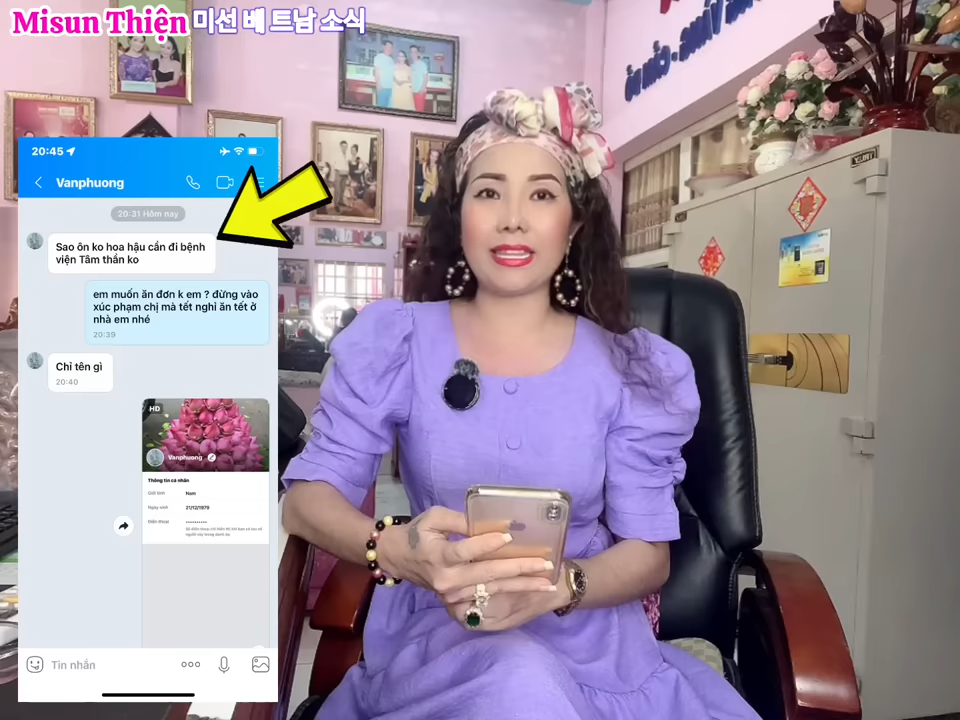 Misun Thiện 미선 베 트남 소식
20:45
Vanphuong
20:31 Hôm nay
Sao ôn ko hoa hậu cần đi bệnh
viện Tâm thần ko
em muốn ăn đơn k em ? đừng vào
xúc phạm chị mà tết nghỉ ăn tết ở
nhà em nhé
20:39
Chỉ tên gì
20:40
HD
Vanphuong
Thông tin cá nhân
Giới tính Nam
Ngày sinh 21/12/1979
Điện thoại
Tin nhắn